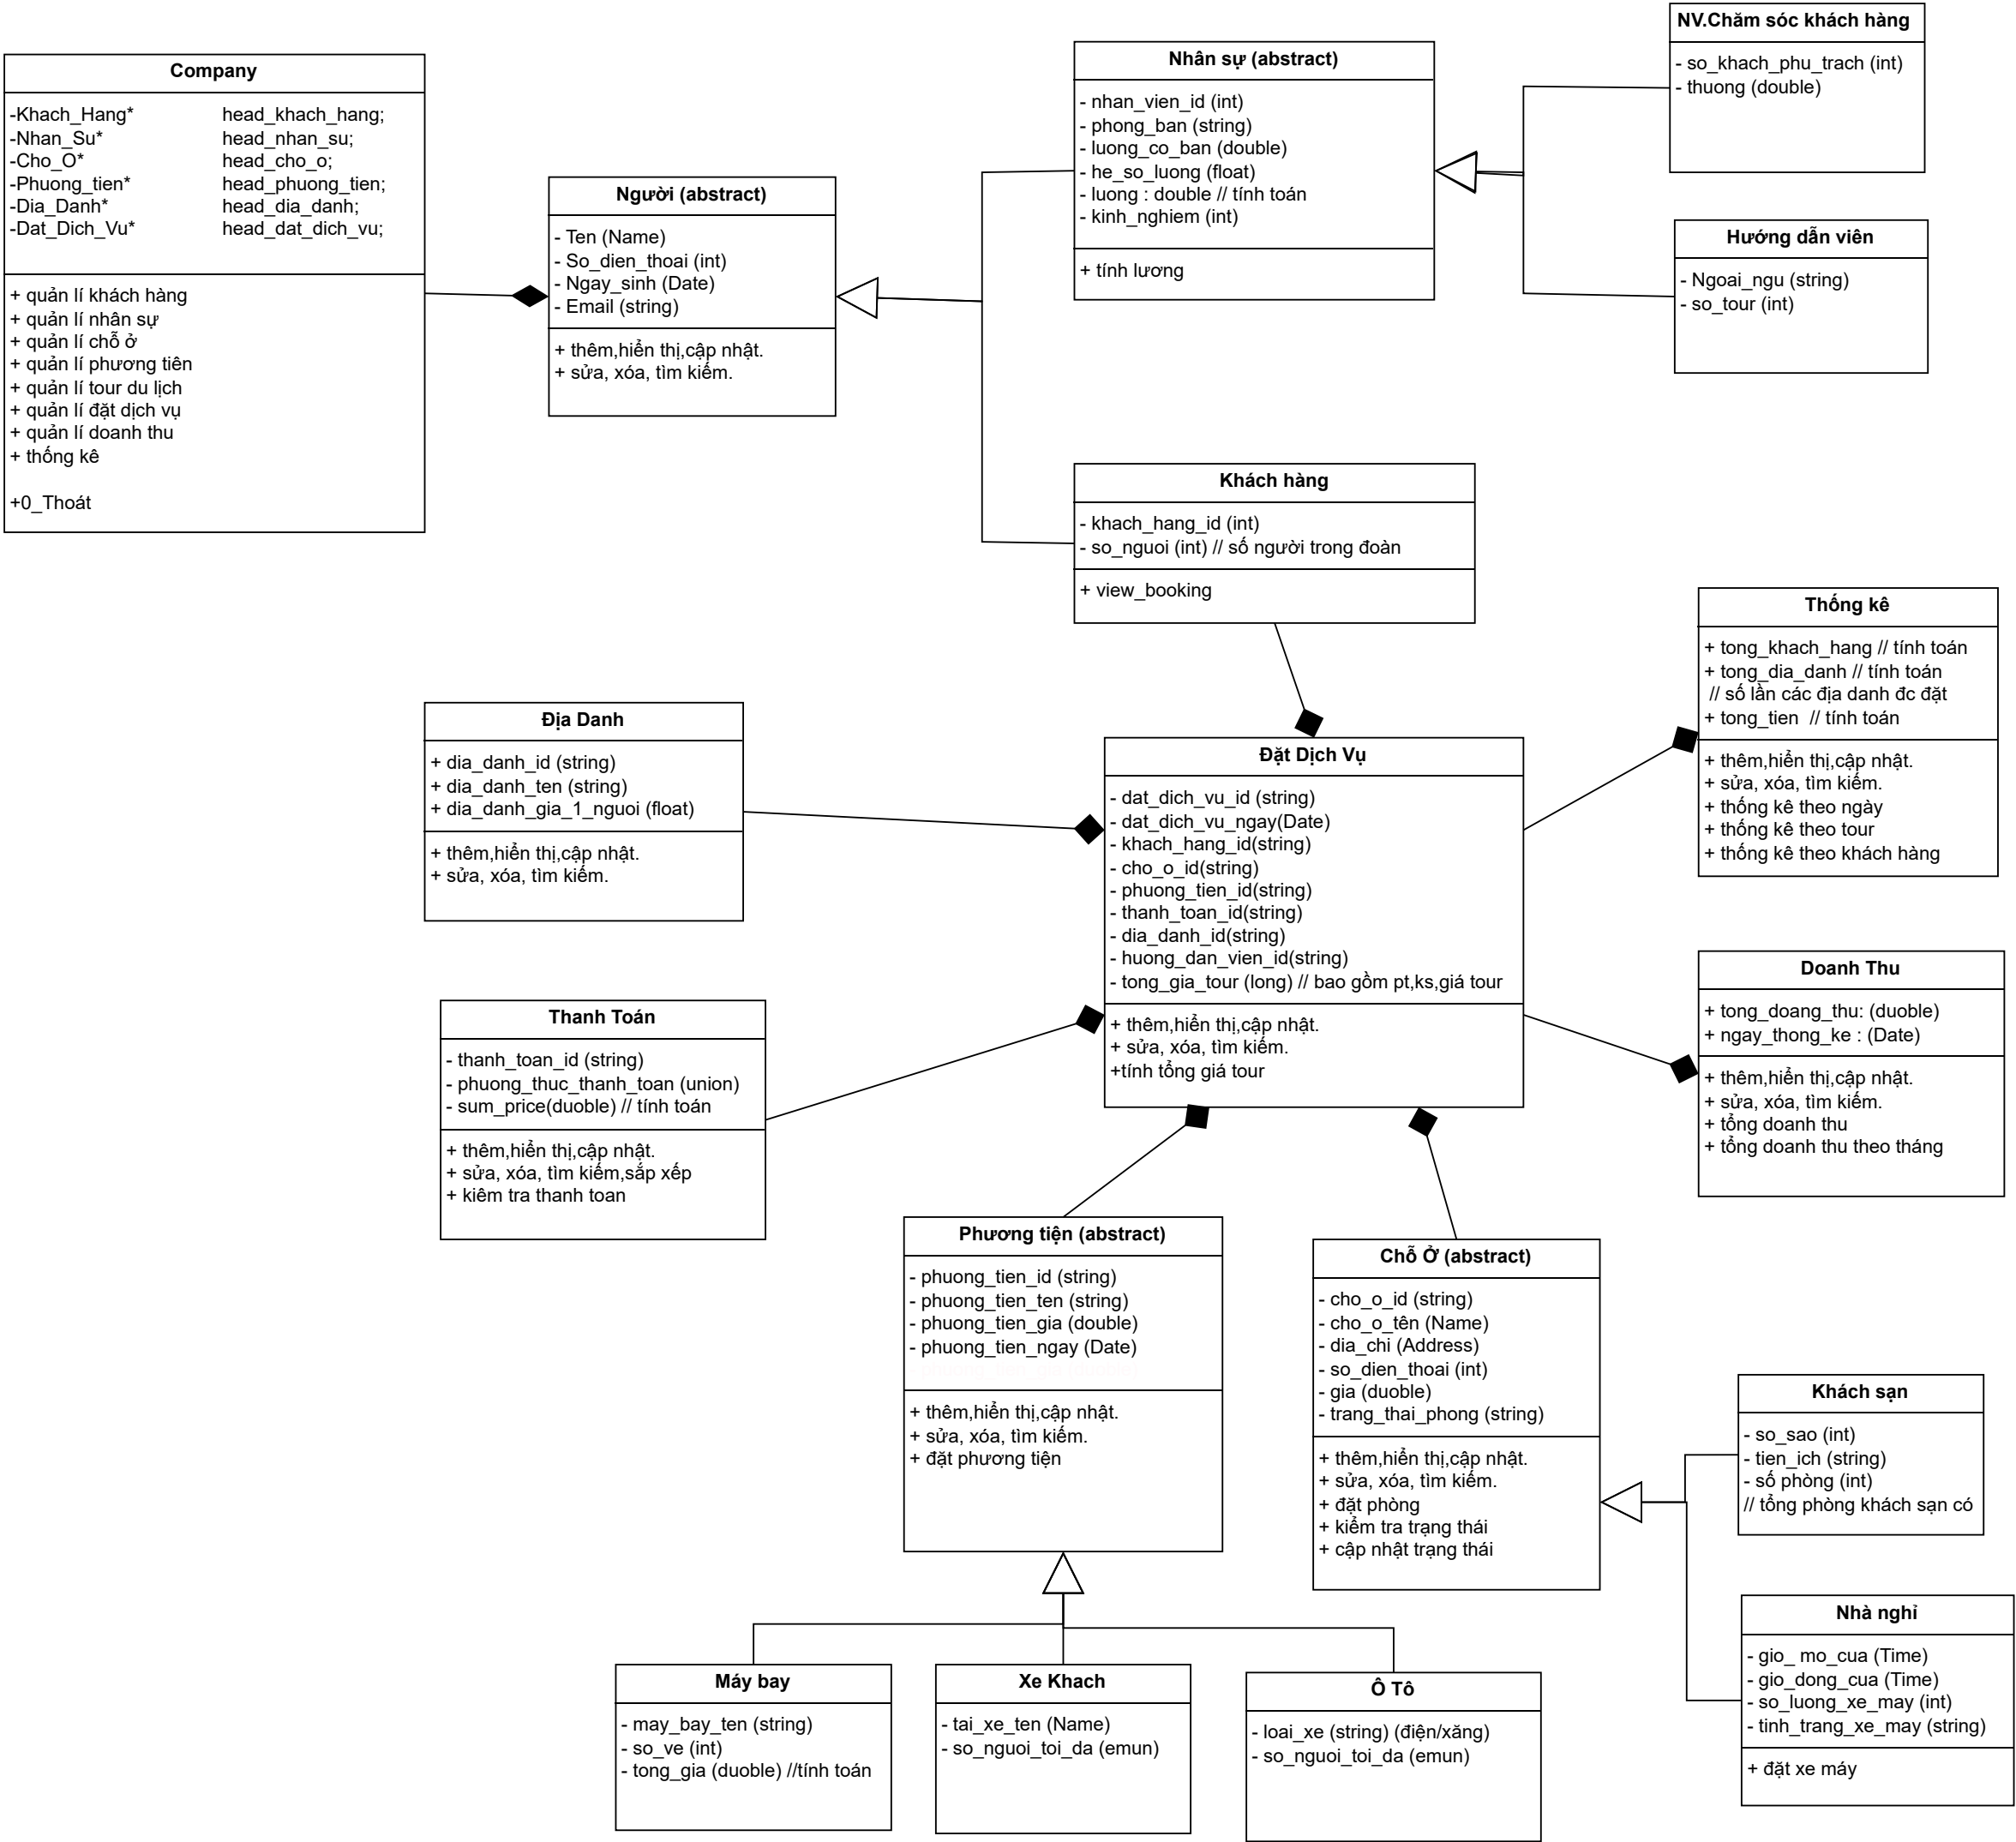 Company
-Khach_Hang* head_khach_hang;
-Nhan_Su* head_nhan_su;
-Cho_O* head_cho_o;
-Phuong_tien* head_phuong_tien;
-Dia_Danh* head_dia_danh;
-Dat_Dich_Vu* head_dat_dich_vu;
+ quản lí khách hàng
+ quản lí nhân sự
+ quản lí chỗ ở
+ quản lí phương tiên
+ quản lí tour du lịch
+ quản lí đặt dịch vụ
+ quản lí doanh thu
+ thống kê
+0_Thoát
Người (abstract)
- Ten (Name)
- So_dien_thoai (int)
- Ngay_sinh (Date)
- Email (string)
+ thêm,hiển thị,cập nhật.
+ sửa, xóa, tìm kiếm.
Nhân sự (abstract)
- nhan_vien_id (int)
- phong_ban (string)
- luong_co_ban (double)
- he_so_luong (float)
- luong : double // tính toán
- kinh_nghiem (int)
+ tính lương
NV.Chăm sóc khách hàng
- so_khach_phu_trach (int)
- thuong (double)
Hướng dẫn viên
- Ngoai_ngu (string)
- so_tour (int)
Khách hàng
- khach_hang_id (int)
- so_nguoi (int) // số người trong đoàn
+ view_booking
Thống kê
+ tong_khach_hang // tính toán
+ tong_dia_danh // tính toán
// số lần các địa danh đc đặt
+ tong_tien // tính toán
+ thêm,hiển thị,cập nhật.
+ sửa, xóa, tìm kiếm.
+ thống kê theo ngày
+ thống kê theo tour
+ thống kê theo khách hàng
Địa Danh
+ dia_danh_id (string)
+ dia_danh_ten (string)
+ dia_danh_gia_1_nguoi (float)
+ thêm,hiển thị,cập nhật.
+ sửa, xóa, tìm kiếm.
Đặt Dịch Vụ
- dat_dich_vu_id (string)
- dat_dich_vu_ngay(Date)
- khach_hang_id(string)
- cho_o_id(string)
- phuong_tien_id(string)
- thanh_toan_id(string)
- dia_danh_id(string)
- huong_dan_vien_id(string)
- tong_gia_tour (long) // bao gồm pt,ks,giá tour
+ thêm,hiển thị,cập nhật.
+ sửa, xóa, tìm kiếm.
+tính tổng giá tour
Doanh Thu
+ tong_doang_thu: (duoble)
+ ngay_thong_ke : (Date)
+ thêm,hiển thị,cập nhật.
+ sửa, xóa, tìm kiếm.
+ tổng doanh thu
+ tổng doanh thu theo tháng
Thanh Toán
- thanh_toan_id (string)
- phuong_thuc_thanh_toan (union)
- sum_price(duoble) // tính toán
+ thêm,hiển thị,cập nhật.
+ sửa, xóa, tìm kiếm,sắp xếp
+ kiêm tra thanh toan
Phương tiện (abstract)
- phuong_tien_id (string)
- phuong_tien_ten (string)
- phuong_tien_gia (double)
- phuong_tien_ngay (Date)
+ thêm,hiển thị,cập nhật.
+ sửa, xóa, tìm kiếm.
+ đặt phương tiện
Chỗ Ở (abstract)
- cho_o_id (string)
- cho_o_tên (Name)
- dia_chi (Address)
- so_dien_thoai (int)
- gia (duoble)
- trang_thai_phong (string)
+ thêm,hiển thị,cập nhật.
+ sửa, xóa, tìm kiếm.
+ đặt phòng
+ kiểm tra trạng thái
+ cập nhật trạng thái
Khách sạn
- so_sao (int)
- tien_ich (string)
- số phòng (int)
// tổng phòng khách sạn có
Nhà nghỉ
- gio_ mo_cua (Time)
- gio_dong_cua (Time)
- so_luong_xe_may (int)
- tinh_trang_xe_may (string)
+ đặt xe máy
Máy bay
- may_bay_ten (string)
- so_ve (int)
- tong_gia (duoble) //tính toán
Xe Khach
- tai_xe_ten (Name)
- so_nguoi_toi_da (emun)
Ô Tô
- loai_xe (string) (điện/xăng)
- so_nguoi_toi_da (emun)